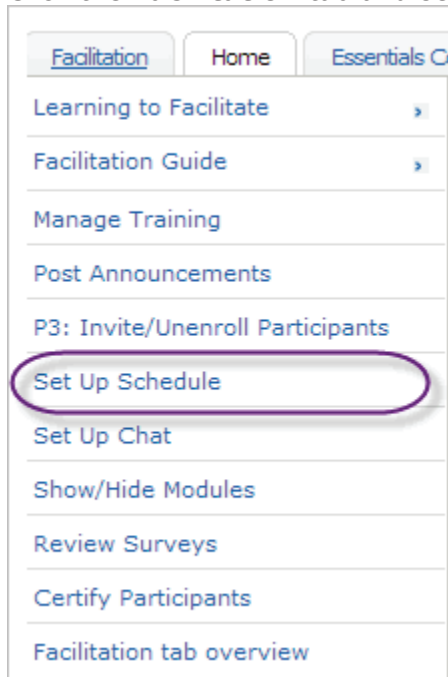 Facilitation Home Essentials
Learning to Facilitate
Facilitation Guide
Manage Training
Post Announcements
P3: Invite/Unenroll Participants
Set Up Schedule
Set Up Chat
Show/Hide Modules
Review Surveys
Certify Participants
Facilitation tab overview